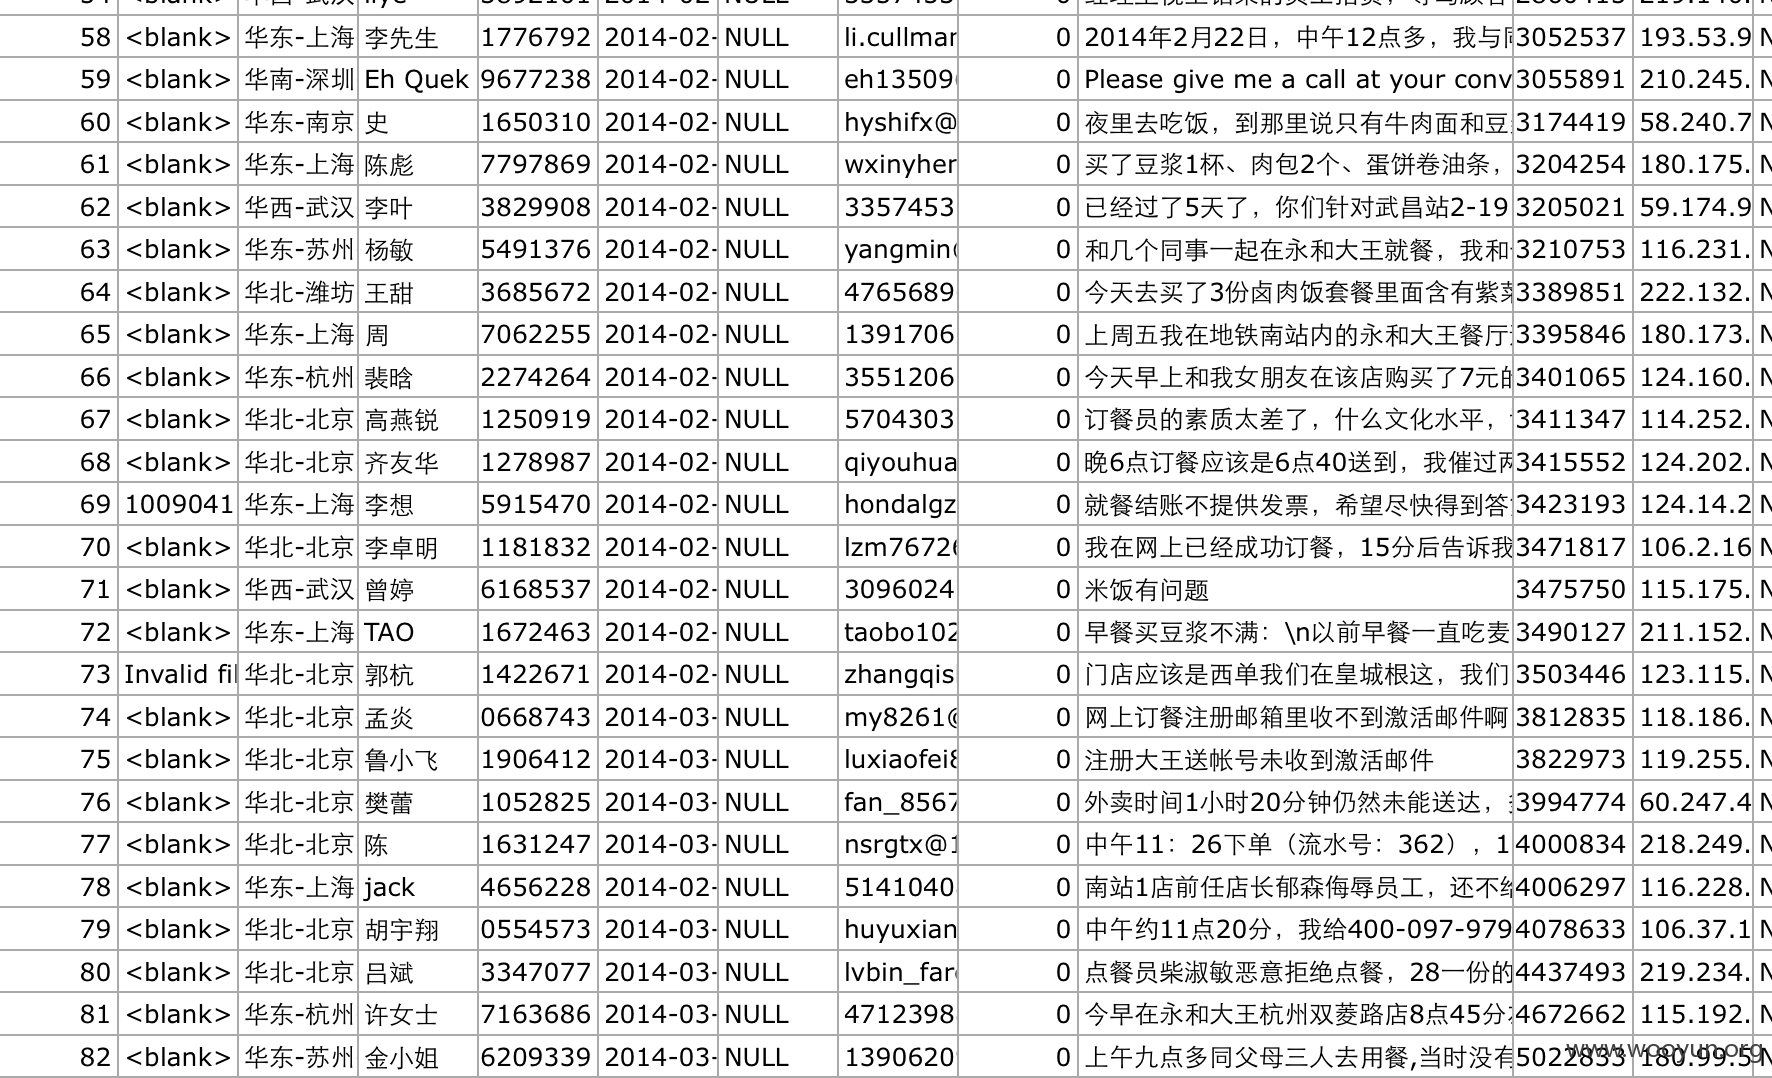 58 <blank> 华东-上海 李先生 1776792 2014-02- NULL li.cullmar 0 2014年2月22日，中午12点多，我与 3052537 193.53.9
59 <blank> 华南-深圳 Eh Quek 9677238 2014-02- NULL eh13509 0 Please give me a call at your conv 3055891 210.245.
60 <blank> 华东-南京 史 1650310 2014-02- NULL hyshifx@ 0 夜里去吃饭，到那里说只有牛肉面和豆 3174419 58.240.7
61 <blank> 华东-上海 陈彪 7797869 2014-02- NULL wxinyher 0 买了豆浆1杯、肉包2个、蛋饼卷油条， 3204254 180.175.
62 <blank> 华西-武汉 李叶 3829908 2014-02- NULL 3357453 0 已经过了5天了，你们针对武昌站2-19 3205021 59.174.9
63 <blank> 华东-苏州 杨敏 5491376 2014-02- NULL yangmin 0 和几个同事一起在永和大王就餐，我和 3210753 116.231.
64 <blank> 华北-潍坊 王甜 3685672 2014-02- NULL 4765689 0 今天去买了3份卤肉饭套餐里面含有紫菜 3389851 222.132.
65 <blank> 华东-上海 周 7062255 2014-02- NULL 1391706 0 上周五我在地铁南站内的永和大王餐厅 3395846 180.173.
66 <blank> 华东-杭州 裴晗 2274264 2014-02- NULL 3551206 0 今天早上和我女朋友在该店购买了7元的 3401065 124.160.
67 <blank> 华北-北京 高燕锐 1250919 2014-02- NULL 5704303 0 订餐员的素质太差了，什么文化水平， 3411347 114.252.
68 <blank> 华北-北京 齐友华 1278987 2014-02- NULL qiyouhua 0 晚6点订餐应该是6点40送到，我催过两 3415552 124.202.
69 1009041 华东-上海 李想 5915470 2014-02- NULL hondalgz 0 就餐结账不提供发票，希望尽快得到答 3423193 124.14.2
70 <blank> 华北-北京 李卓明 1181832 2014-02- NULL lzm7672 0 我在网上已经成功订餐，15分后告诉我 3471817 106.2.16
71 <blank> 华西-武汉 曾婷 6168537 2014-02- NULL 3096024 0 米饭有问题 3475750 115.175.
72 <blank> 华东-上海 TAO 1672463 2014-02- NULL taobo102 0 早餐买豆浆不满：\n以前早餐一直吃麦 3490127 211.152.
73 Invalid fil 华北-北京 郭杭 1422671 2014-02- NULL zhangqis 0 门店应该是西单我们在皇城根这，我们 3503446 123.115.
74 <blank> 华北-北京 孟炎 0668743 2014-03- NULL my8261@ 0 网上订餐注册邮箱里收不到激活邮件啊 3812835 118.186.
75 <blank> 华北-北京 鲁小飞 1906412 2014-03- NULL luxiaofei 0 注册大王送帐号未收到激活邮件 3822973 119.255.
76 <blank> 华北-北京 樊蕾 1052825 2014-03- NULL fan_8567 0 外卖时间1小时20分钟仍然未能送达， 3994774 60.247.4
77 <blank> 华北-北京 陈 1631247 2014-03- NULL nsrgtx@ 0 中午11：26下单（流水号：362），1 4000834 218.249.
78 <blank> 华东-上海 jack 4656228 2014-02- NULL 5141040 0 南站1店前任店长郁森侮辱员工，还不给 4006297 116.228.
79 <blank> 华北-北京 胡宇翔 0554573 2014-03- NULL huyuxian 0 中午约11点20分，我给400-097-979 4078633 106.37.1
80 <blank> 华北-北京 吕斌 3347077 2014-03- NULL lvbin_far 0 点餐员柴淑敏恶意拒绝点餐，28一份的 4437493 219.234.
81 <blank> 华东-杭州 许女士 7163686 2014-03- NULL 4712398 0 今早在永和大王杭州双菱路店8点45分 4672662 115.192.
82 <blank> 华东-苏州 金小姐 6209339 2014-03- NULL 1390620 0 上午九点多同父母三人去用餐,当时没有 5022833 180.99.5
www.wooyun.org